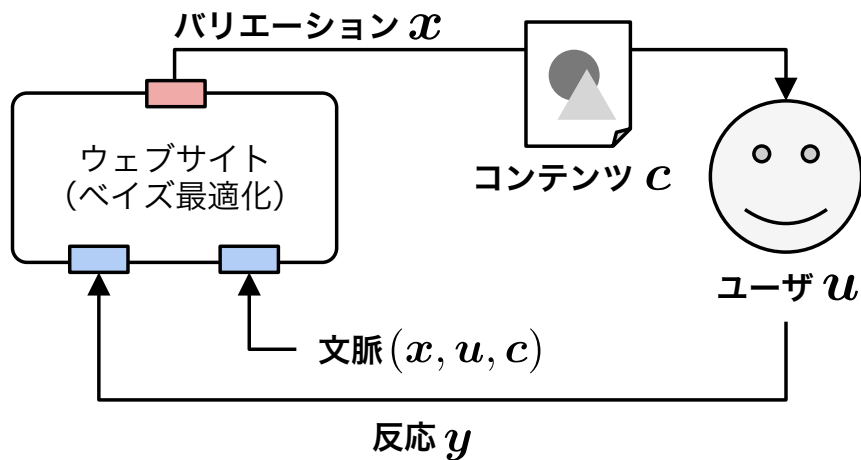 バリエーション x
ウェブサイト
（ベイズ最適化）
コンテンツ c
ユーザ u
文脈 (x, u, c)
反応 y